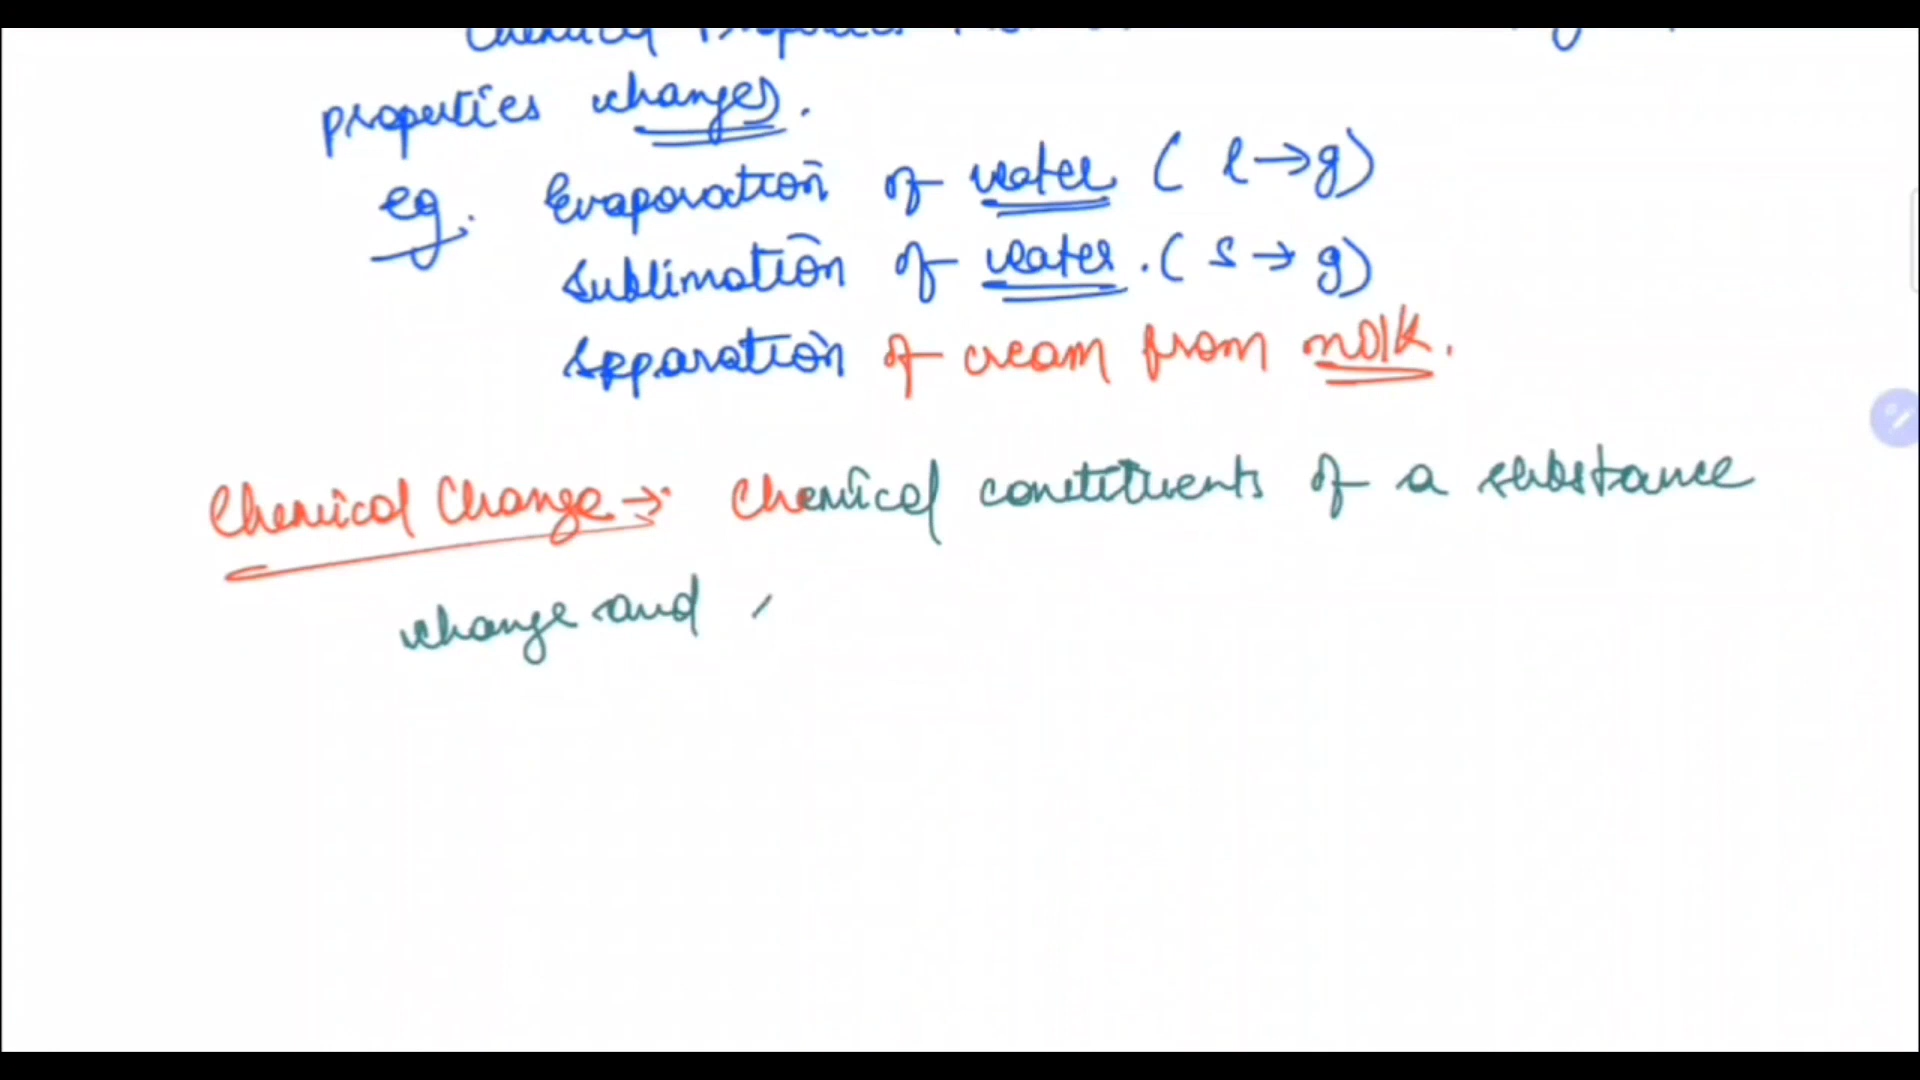 properties changes.
eg. Evaporation of water ( l → g)
sublimation of water. ( s → g)
Separation of cream from milk.
Chemical Change → Chemical constituents of a substance
change and